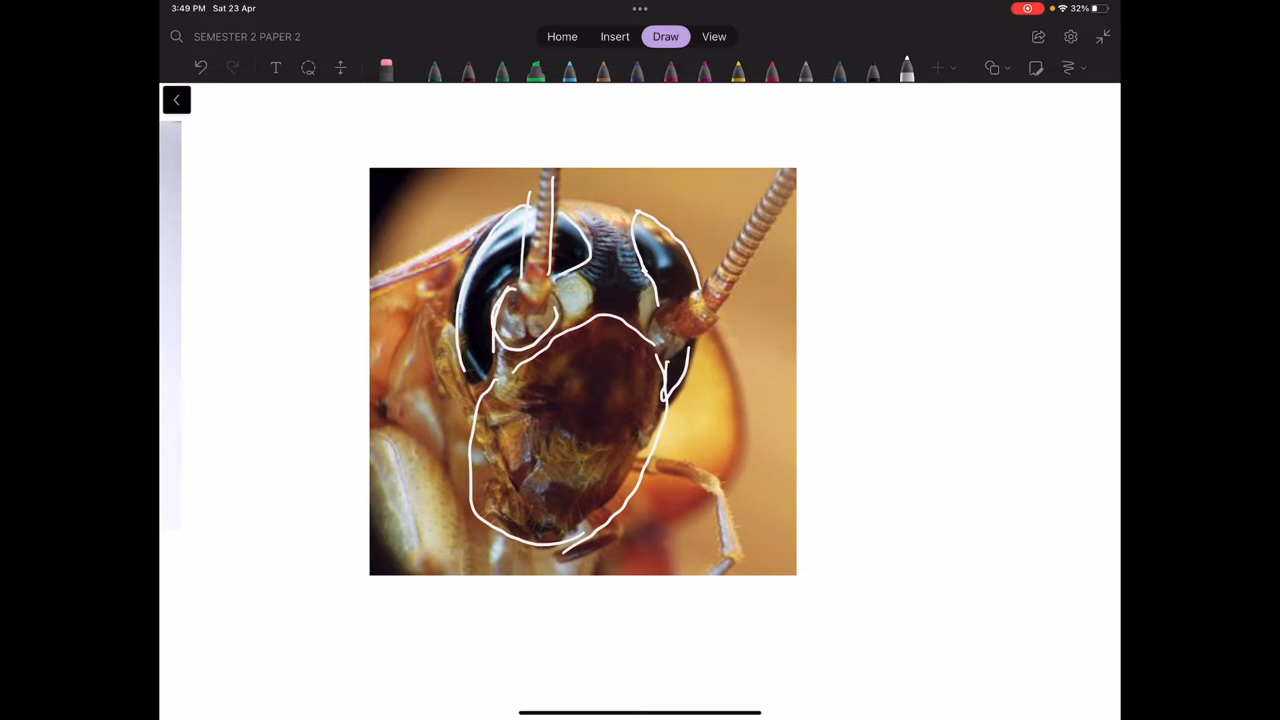 3:49 PM Sat 23 Apr
32%
SEMESTER 2 PAPER 2
Home Insert Draw View